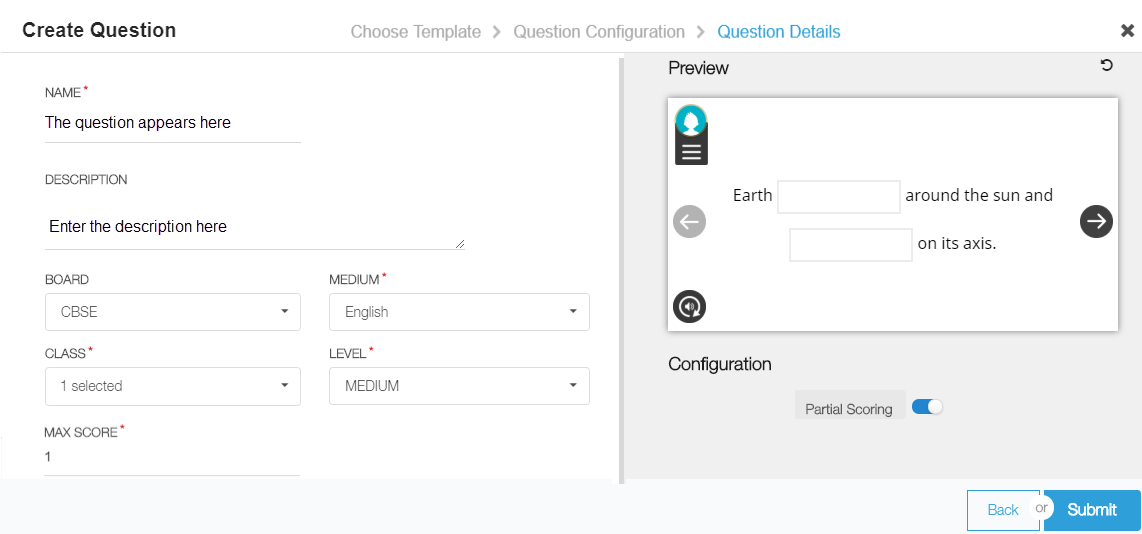 Create Question
Choose Template > Question Configuration > Question Details
NAME*
The question appears here
DESCRIPTION
Enter the description here
BOARD
MEDIUM*
CBSE
English
CLASS*
LEVEL*
1 selected
MEDIUM
MAX SCORE*
1
Preview
Earth around the sun and
on its axis.
Configuration
Partial Scoring
Back or Submit